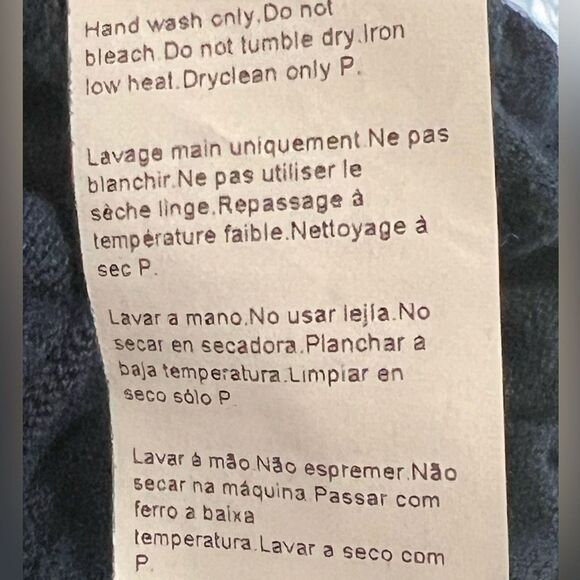 Hand wash only.Do not
bleach.Do not tumble dry.Iron
low heat.Dryclean only P.
Lavage main uniquement.Ne pas
blanchir.Ne pas utiliser le
sèche linge.Repassage à
température faible.Nettoyage à
sec P.
Lavar a mano.No usar lejía.No
secar en secadora.Planchar a
baja temperatura.Limpiar en
seco sólo P.
Lavar à mão.Não espremer.Não
secar na máquina.Passar com
ferro a baixa
temperatura.Lavar a seco com
P.